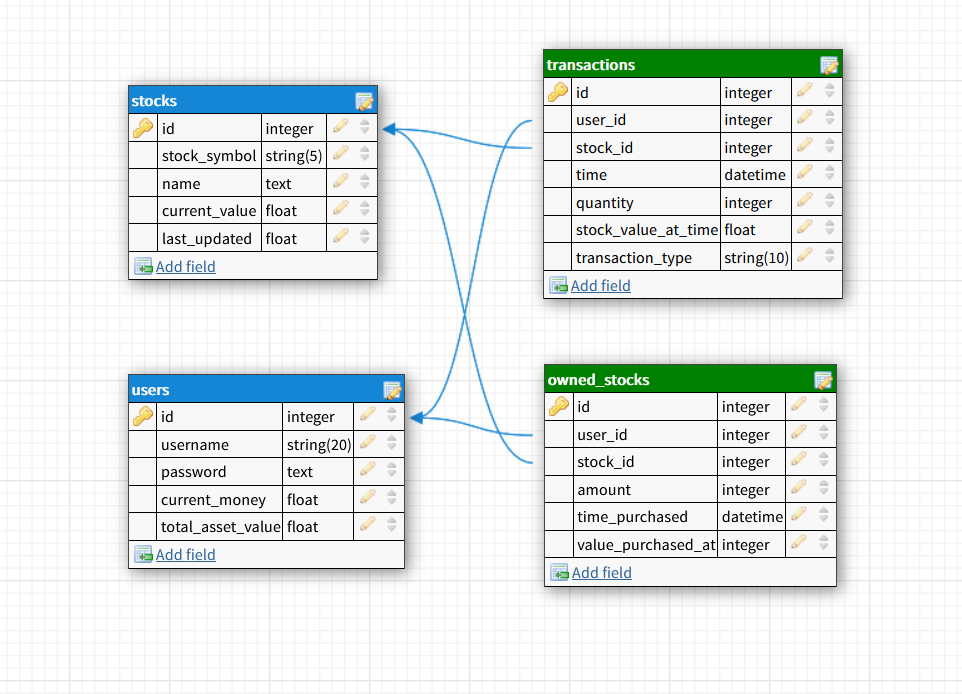 stocks
id integer
stock_symbol string(5)
name text
current_value float
last_updated float
Add field
transactions
id integer
user_id integer
stock_id integer
time datetime
quantity integer
stock_value_at_time float
transaction_type string(10)
Add field
users
id integer
username string(20)
password text
current_money float
total_asset_value float
Add field
owned_stocks
id integer
user_id integer
stock_id integer
amount integer
time_purchased datetime
value_purchased_at integer
Add field